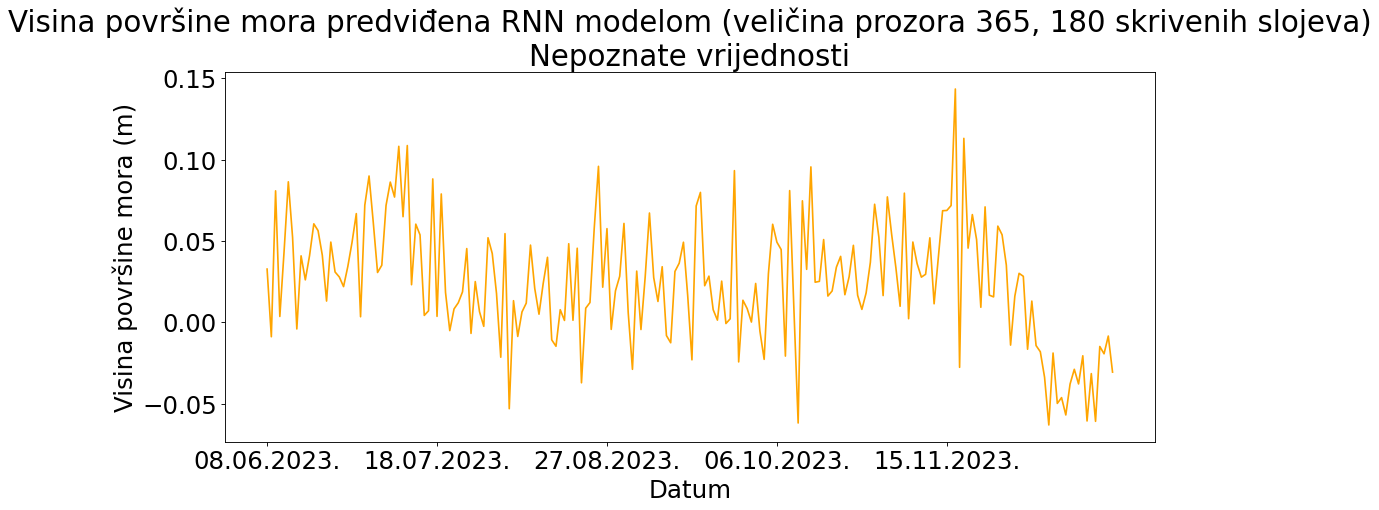 Visina površine mora predviđena RNN modelom (veličina prozora 365, 180 skrivenih slojeva)
Nepoznate vrijednosti
Visina površine mora (m)
0.15
0.10
0.05
0.00
−0.05
08.06.2023. 18.07.2023. 27.08.2023. 06.10.2023. 15.11.2023.
Datum